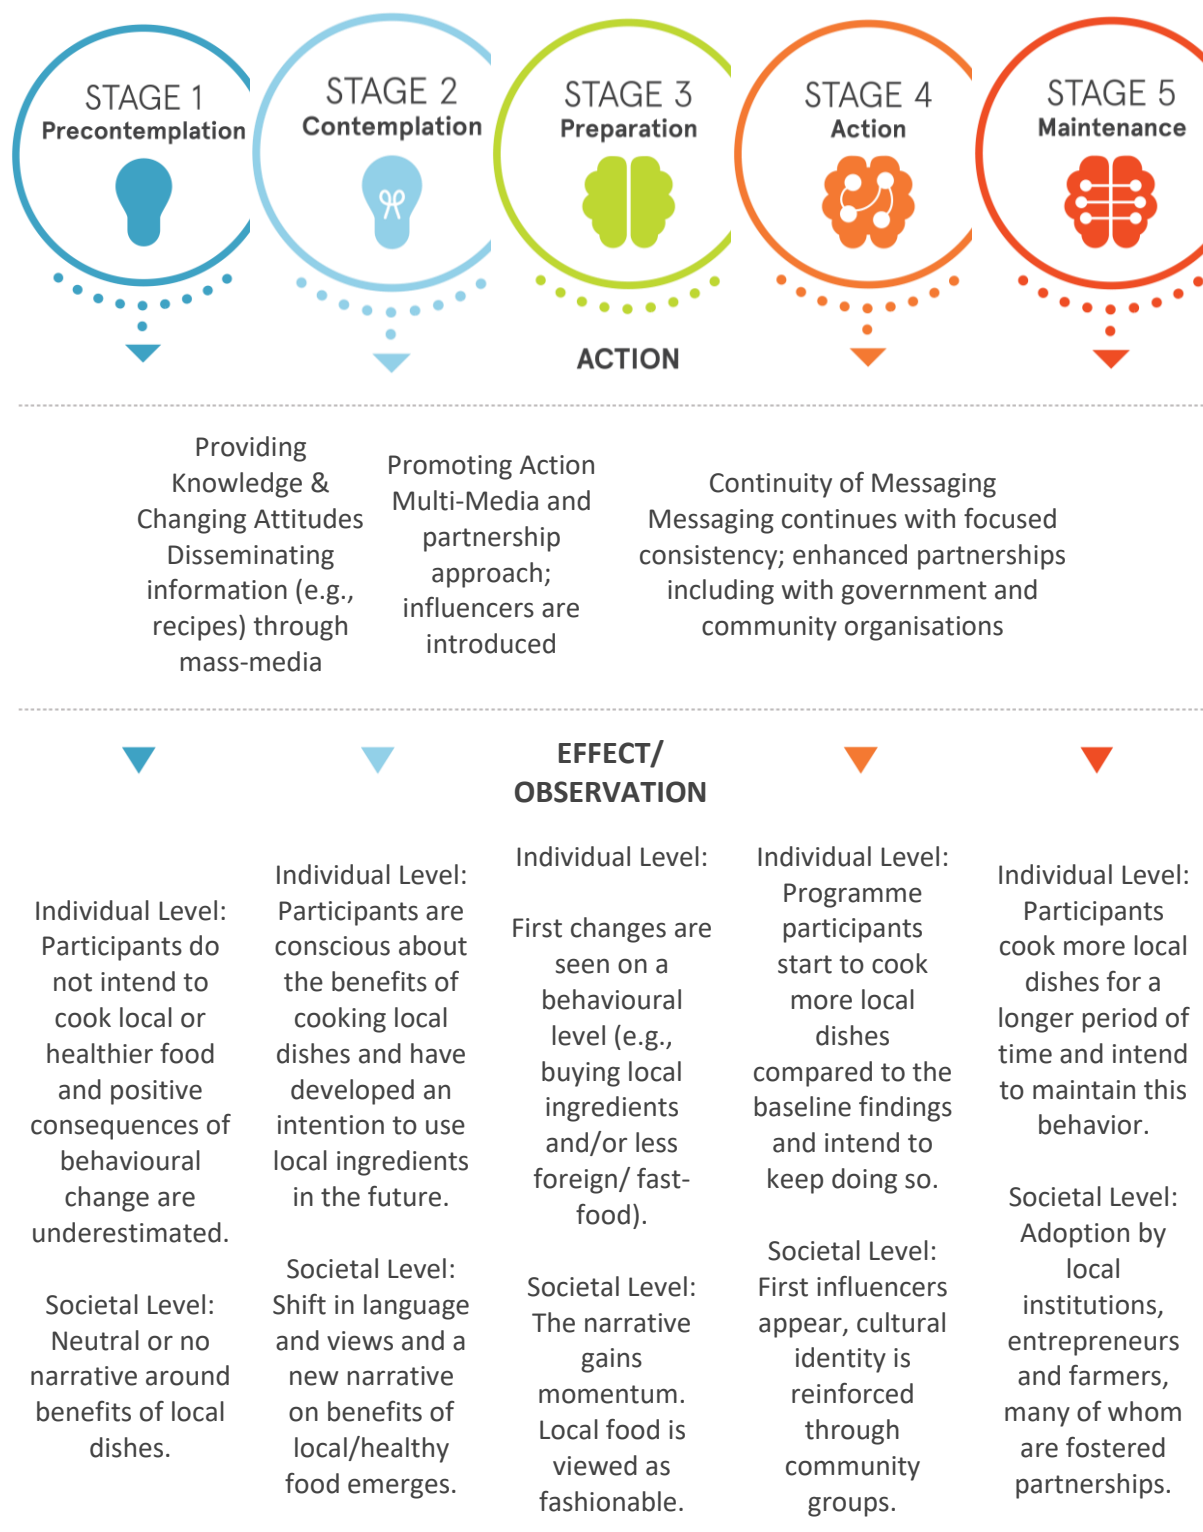 STAGE 1
Precontemplation
STAGE 2
Contemplation
STAGE 3
Preparation
STAGE 4
Action
STAGE 5
Maintenance
ACTION
Providing
Knowledge &
Changing Attitudes
Disseminating
information (e.g.,
recipes) through
mass-media
Promoting Action
Multi-Media and
partnership
approach;
influencers are
introduced
Continuity of Messaging
Messaging continues with focused
consistency; enhanced partnerships
including with government and
community organisations
EFFECT/
OBSERVATION
Individual Level:
Participants do
not intend to
cook local or
healthier food
and positive
consequences of
behavioural
change are
underestimated.
Societal Level:
Neutral or no
narrative around
benefits of local
dishes.
Individual Level:
Participants are
conscious about
the benefits of
cooking local
dishes and have
developed an
intention to use
local ingredients
in the future.
Societal Level:
Shift in language
and views and a
new narrative
on benefits of
local/healthy
food emerges.
Individual Level:
First changes are
seen on a
behavioural
level (e.g.,
buying local
ingredients
and/or less
foreign/ fast-
food).
Societal Level:
The narrative
gains
momentum.
Local food is
viewed as
fashionable.
Individual Level:
Programme
participants
start to cook
more local
dishes
compared to the
baseline findings
and intend to
keep doing so.
Societal Level:
First influencers
appear, cultural
identity is
reinforced
through
community
groups.
Individual Level:
Participants
cook more local
dishes for a
longer period of
time and intend
to maintain this
behavior.
Societal Level:
Adoption by
local
institutions,
entrepreneurs
and farmers,
many of whom
are fostered
partnerships.